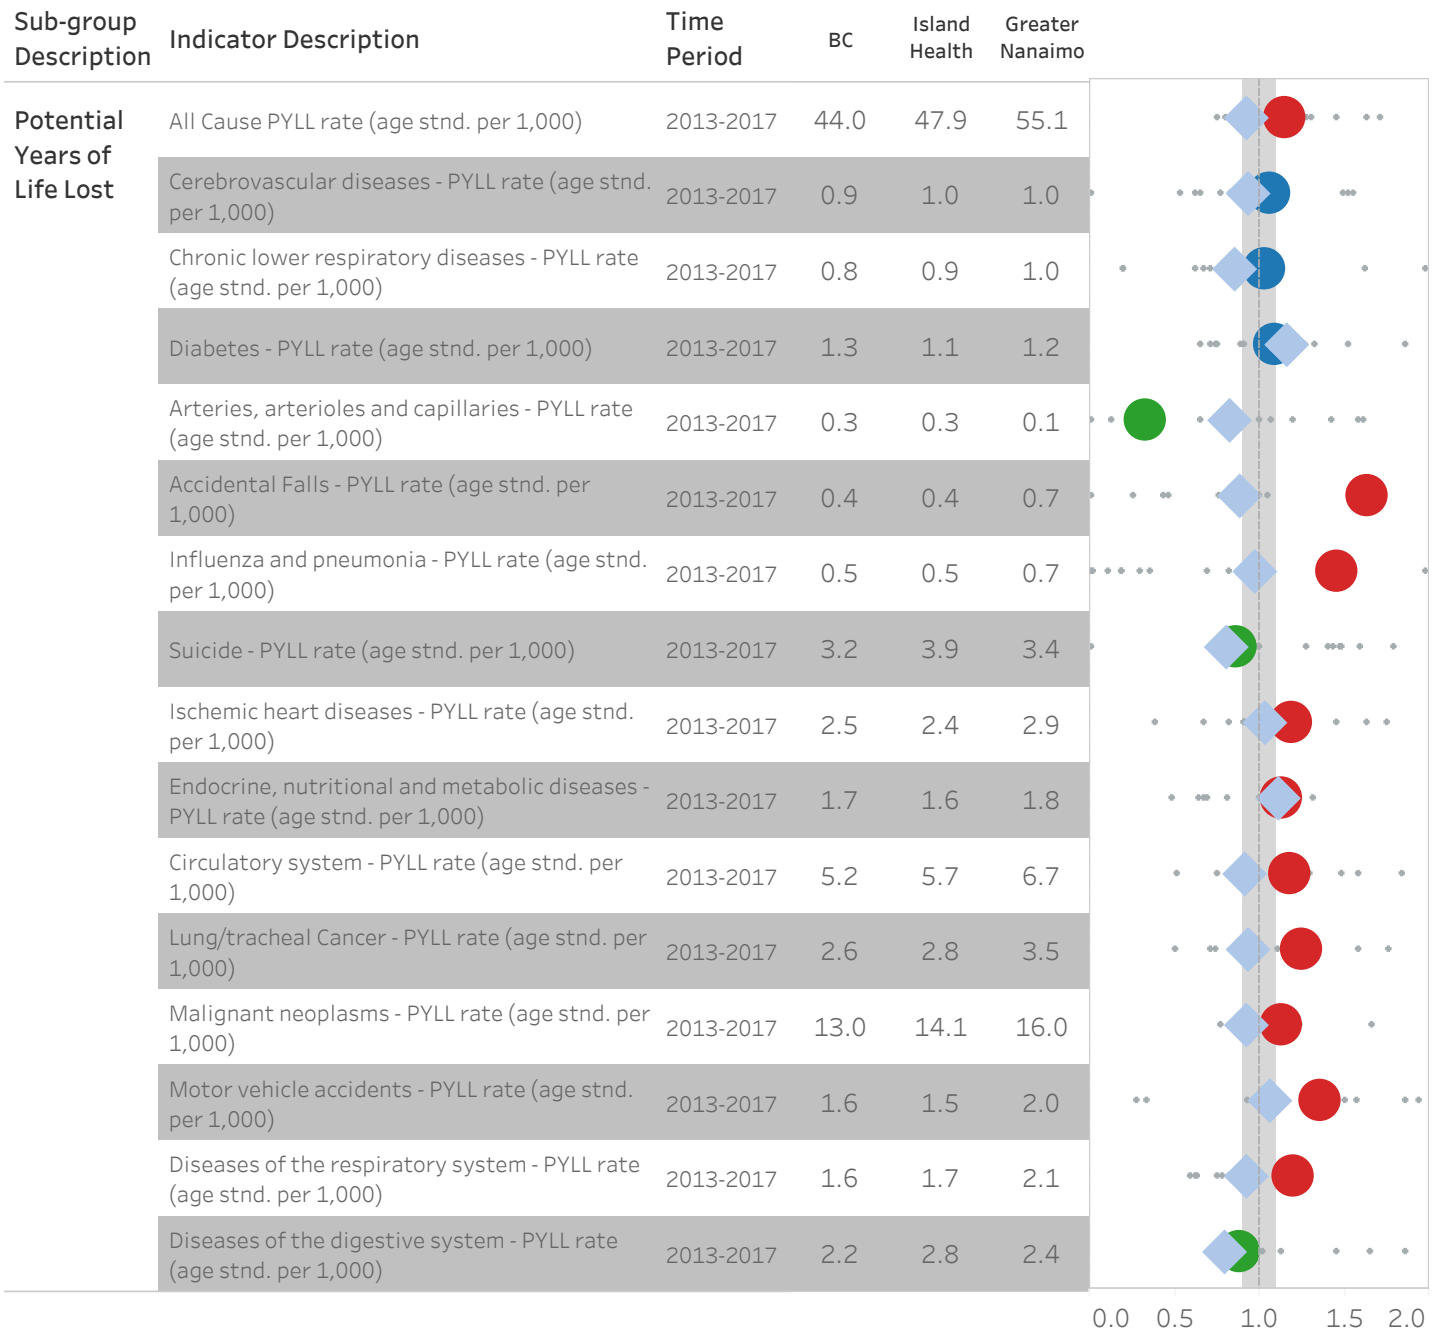 Sub-group
Description
Indicator Description
Time
Period
BC
Island
Health
Greater
Nanaimo
Potential
Years of
Life Lost
All Cause PYLL rate (age stnd. per 1,000)
2013-2017 44.0 47.9 55.1
Cerebrovascular diseases - PYLL rate (age stnd.
per 1,000)
2013-2017 0.9 1.0 1.0
Chronic lower respiratory diseases - PYLL rate
(age stnd. per 1,000)
2013-2017 0.8 0.9 1.0
Diabetes - PYLL rate (age stnd. per 1,000)
2013-2017 1.3 1.1 1.2
Arteries, arterioles and capillaries - PYLL rate
(age stnd. per 1,000)
2013-2017 0.3 0.3 0.1
Accidental Falls - PYLL rate (age stnd. per
1,000)
2013-2017 0.4 0.4 0.7
Influenza and pneumonia - PYLL rate (age stnd.
per 1,000)
2013-2017 0.5 0.5 0.7
Suicide - PYLL rate (age stnd. per 1,000)
2013-2017 3.2 3.9 3.4
Ischemic heart diseases - PYLL rate (age stnd.
per 1,000)
2013-2017 2.5 2.4 2.9
Endocrine, nutritional and metabolic diseases -
PYLL rate (age stnd. per 1,000)
2013-2017 1.7 1.6 1.8
Circulatory system - PYLL rate (age stnd. per
1,000)
2013-2017 5.2 5.7 6.7
Lung/tracheal Cancer - PYLL rate (age stnd. per
1,000)
2013-2017 2.6 2.8 3.5
Malignant neoplasms - PYLL rate (age stnd. per
1,000)
2013-2017 13.0 14.1 16.0
Motor vehicle accidents - PYLL rate (age stnd.
per 1,000)
2013-2017 1.6 1.5 2.0
Diseases of the respiratory system - PYLL rate
(age stnd. per 1,000)
2013-2017 1.6 1.7 2.1
Diseases of the digestive system - PYLL rate
(age stnd. per 1,000)
2013-2017 2.2 2.8 2.4
0.0 0.5 1.0 1.5 2.0